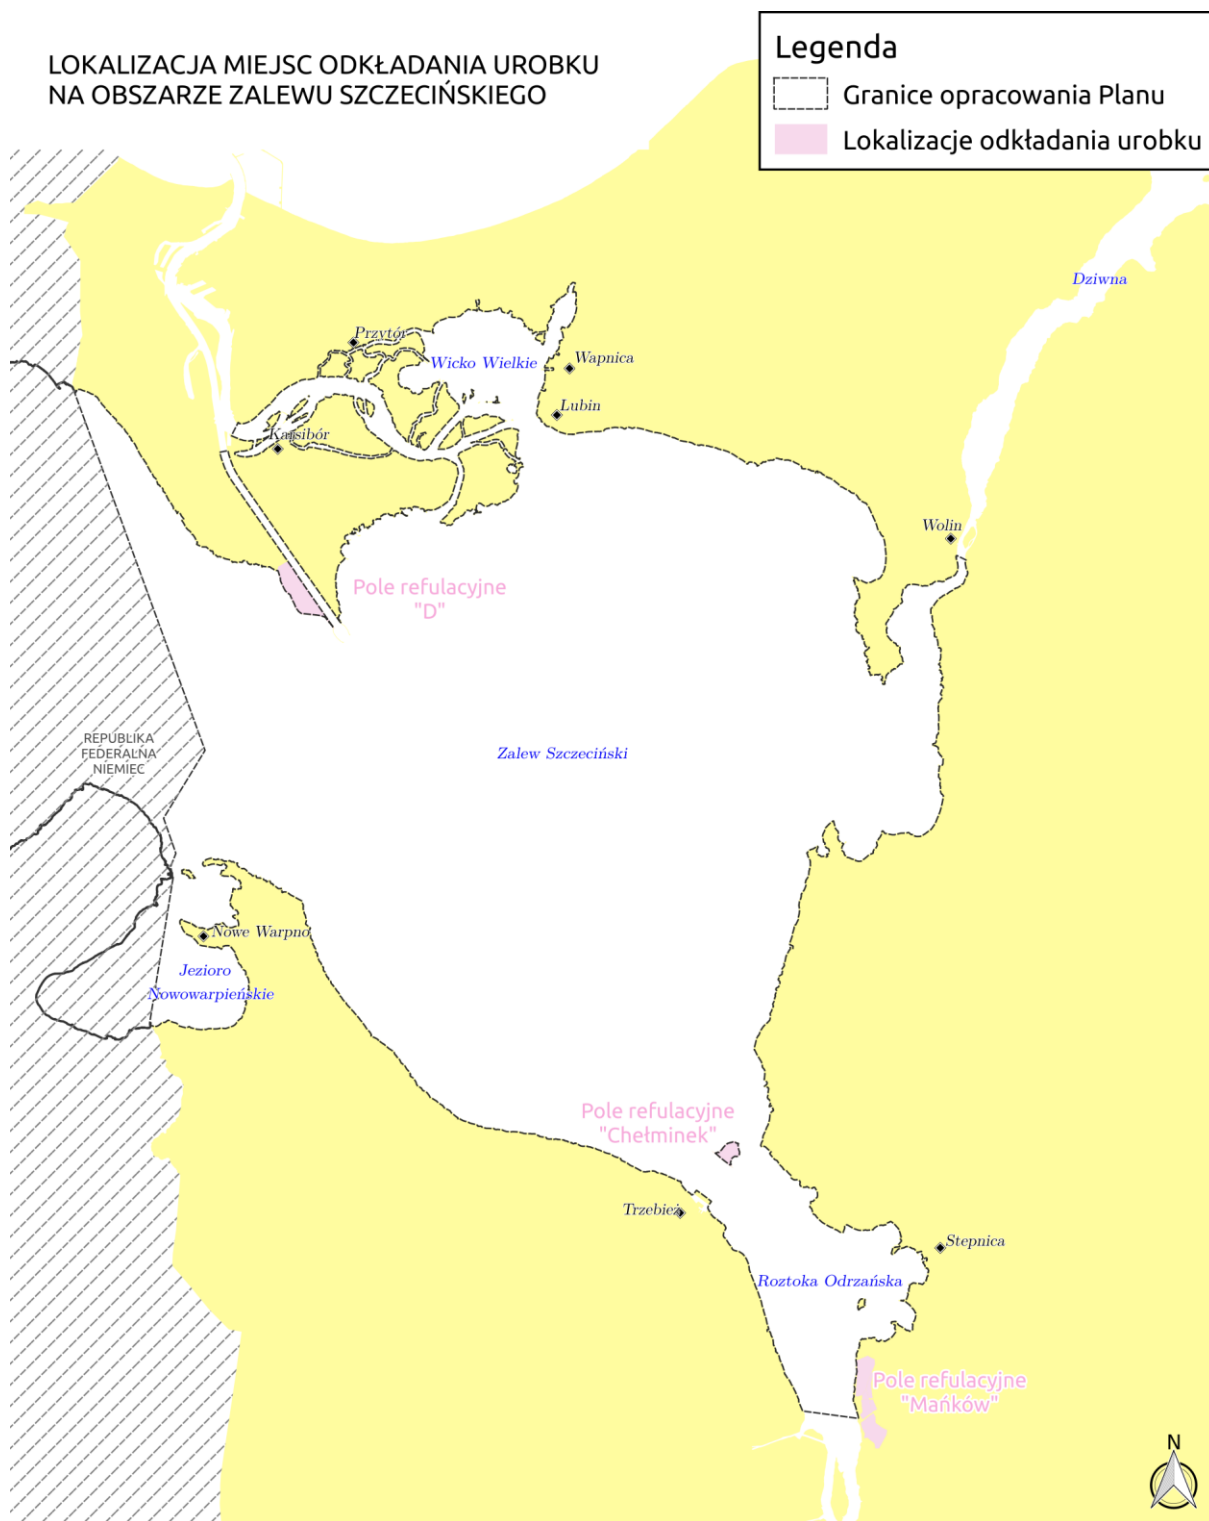 LOKALIZACJA MIEJSC ODKŁADANIA UROBKU
NA OBSZARZE ZALEWU SZCZECIŃSKIEGO
Legenda
Granice opracowania Planu
Lokalizacje odkładania urobku
Dziwna
Przytór
Wicko Wielkie
Wapnica
Lubin
Karsibór
Wolin
Pole refulacyjne
"D"
REPUBLIKA
FEDERALNA
NIEMIEC
Zalew Szczeciński
Nowe Warpno
Jezioro
Nowowarpieńskie
Pole refulacyjne
"Chełminek"
Trzebież
Stepnica
Roztoka Odrzańska
Pole refulacyjne
"Mańków"
N